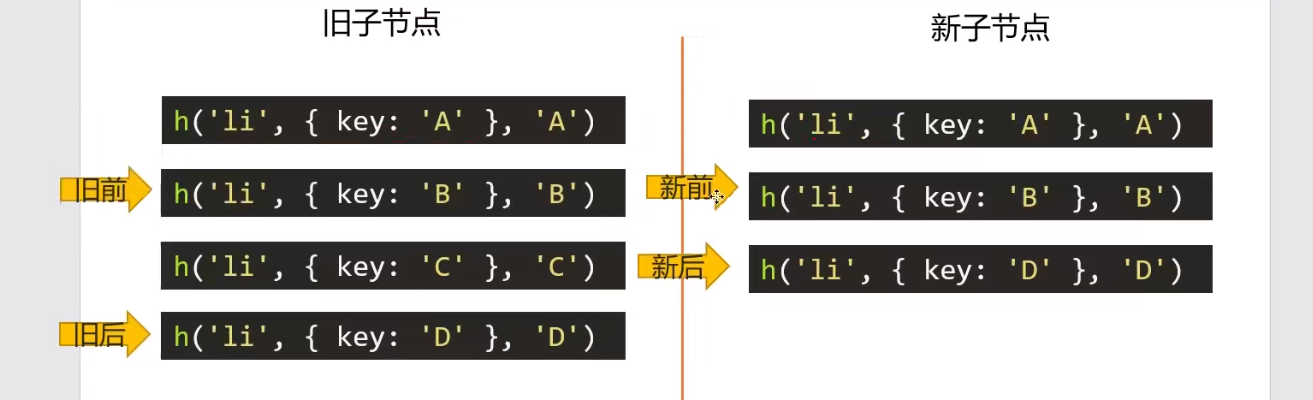 旧子节点
新子节点
h('li', { key: 'A' }, 'A')
h('li', { key: 'A' }, 'A')
旧前
h('li', { key: 'B' }, 'B')
新前
h('li', { key: 'B' }, 'B')
h('li', { key: 'C' }, 'C')
新后
h('li', { key: 'D' }, 'D')
旧后
h('li', { key: 'D' }, 'D')